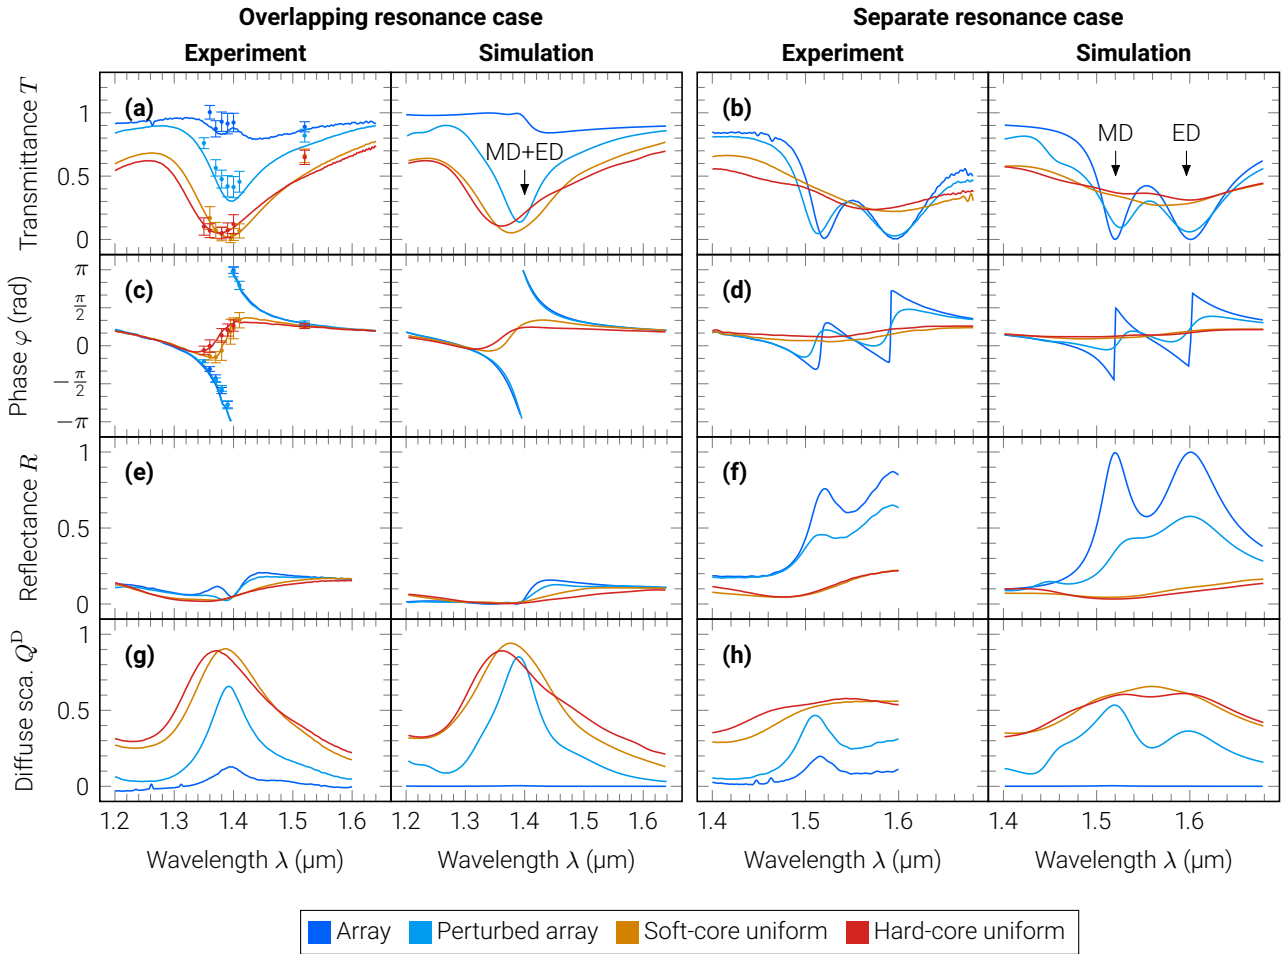 Overlapping resonance case Separate resonance case
Experiment Simulation Experiment Simulation
Transmittance T
1
0.5
0
(a)
MD+ED
(b)
MD ED
Phase φ (rad)
π
π/2
0
−π/2
−π
(c)
(d)
Reflectance R
1
0.5
0
(e)
(f)
Diffuse sca. Q^D
1
0.5
0
(g)
(h)
1.2 1.3 1.4 1.5 1.6 1.2 1.3 1.4 1.5 1.6 1.4 1.5 1.6 1.4 1.5 1.6
Wavelength λ (μm) Wavelength λ (μm) Wavelength λ (μm) Wavelength λ (μm)
Array Perturbed array Soft-core uniform Hard-core uniform